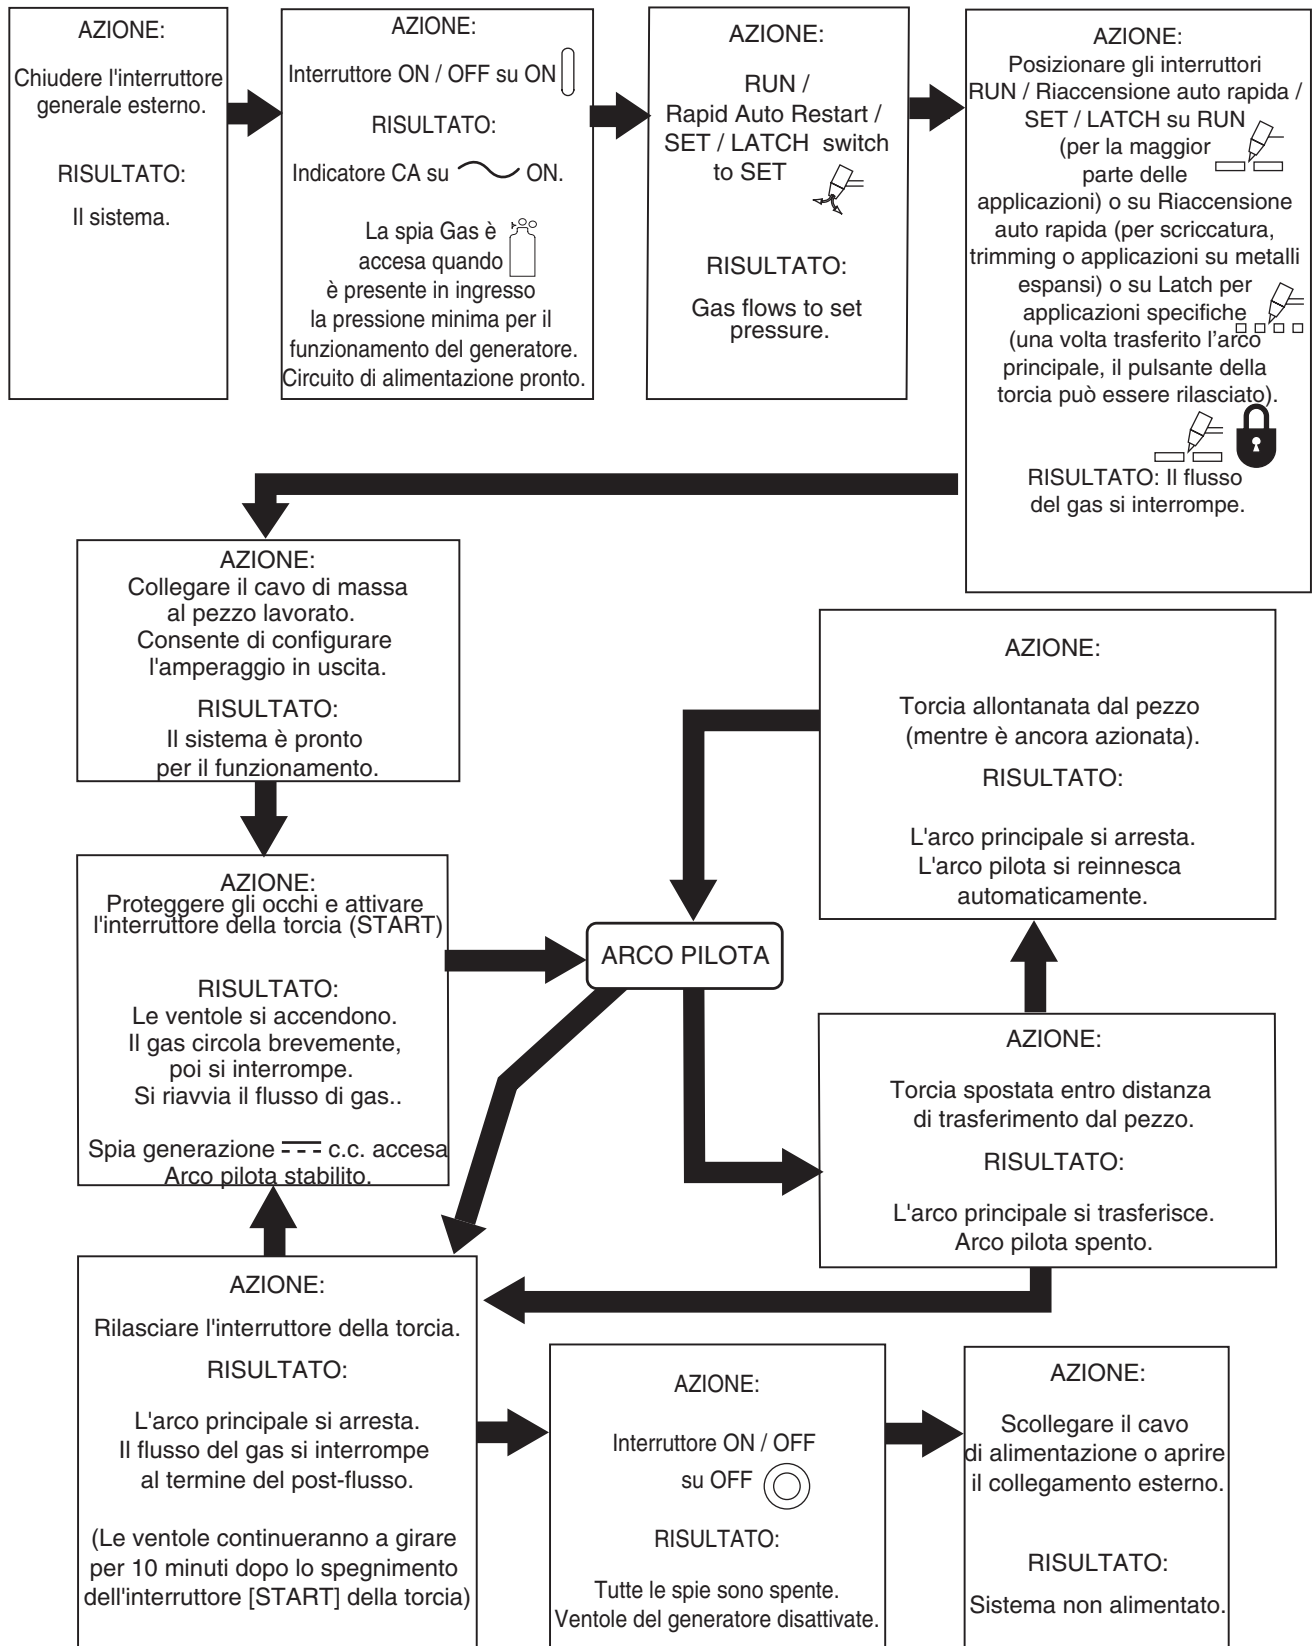 AZIONE:
Chiudere l'interruttore
generale esterno.
RISULTATO:
Il sistema.
AZIONE:
Interruttore ON / OFF su ON
RISULTATO:
Indicatore CA su ON.
La spia Gas è
accesa quando
è presente in ingresso
la pressione minima per il
funzionamento del generatore.
Circuito di alimentazione pronto.
AZIONE:
RUN /
Rapid Auto Restart /
SET / LATCH switch
to SET
RISULTATO:
Gas flows to set
pressure.
AZIONE:
Posizionare gli interruttori
RUN / Riaccensione auto rapida /
SET / LATCH su RUN
(per la maggior
parte delle
applicazioni) o su Riaccensione
auto rapida (per scriccatura,
trimming o applicazioni su metalli
espansi) o su Latch per
applicazioni specifiche
(una volta trasferito l’arco
principale, il pulsante della
torcia può essere rilasciato).
RISULTATO: Il flusso
del gas si interrompe.
AZIONE:
Collegare il cavo di massa
al pezzo lavorato.
Consente di configurare
l'amperaggio in uscita.
RISULTATO:
Il sistema è pronto
per il funzionamento.
AZIONE:
Proteggere gli occhi e attivare
l'interruttore della torcia (START)
RISULTATO:
Le ventole si accendono.
Il gas circola brevemente,
poi si interrompe.
Si riavvia il flusso di gas..
Spia generazione c.c. accesa
Arco pilota stabilito.
ARCO PILOTA
AZIONE:
Torcia allontanata dal pezzo
(mentre è ancora azionata).
RISULTATO:
L'arco principale si arresta.
L'arco pilota si reinnesca
automaticamente.
AZIONE:
Torcia spostata entro distanza
di trasferimento dal pezzo.
RISULTATO:
L'arco principale si trasferisce.
Arco pilota spento.
AZIONE:
Rilasciare l'interruttore della torcia.
RISULTATO:
L'arco principale si arresta.
Il flusso del gas si interrompe
al termine del post-flusso.
(Le ventole continueranno a girare
per 10 minuti dopo lo spegnimento
dell'interruttore [START] della torcia)
AZIONE:
Interruttore ON / OFF
su OFF
RISULTATO:
Tutte le spie sono spente.
Ventole del generatore disattivate.
AZIONE:
Scollegare il cavo
di alimentazione o aprire
il collegamento esterno.
RISULTATO:
Sistema non alimentato.